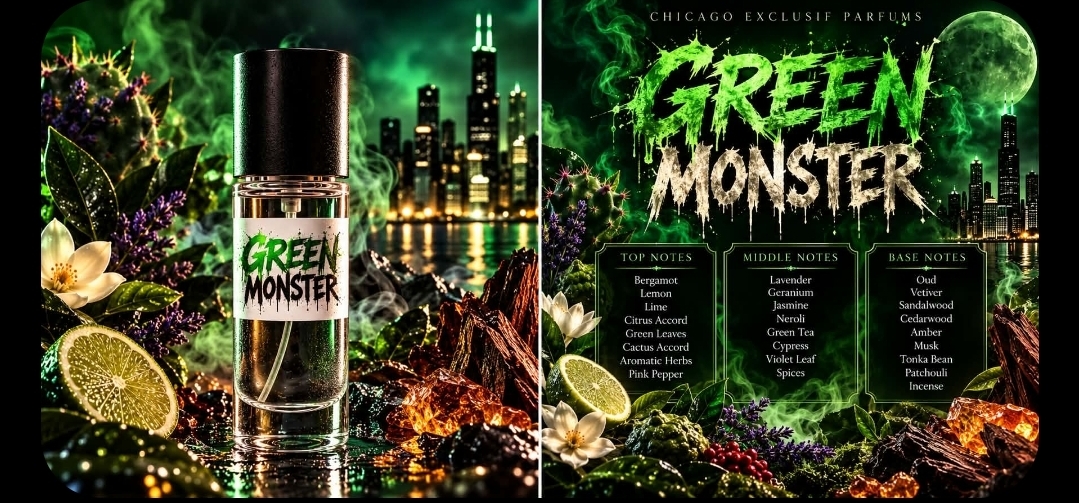 GREEN
MONSTER
CHICAGO EXCLUSIF PARFUMS
GREEN
MONSTER
TOP NOTES
Bergamot
Lemon
Lime
Citrus Accord
Green Leaves
Cactus Accord
Aromatic Herbs
Pink Pepper
MIDDLE NOTES
Lavender
Geranium
Jasmine
Neroli
Green Tea
Cypress
Violet Leaf
Spices
BASE NOTES
Oud
Vetiver
Sandalwood
Cedarwood
Amber
Musk
Tonka Bean
Patchouli
Incense